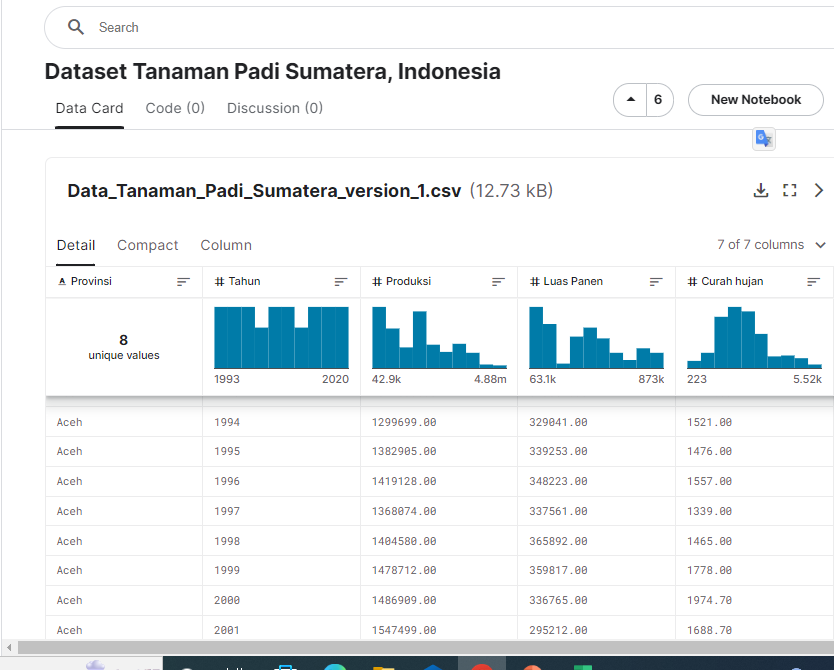 Search
Dataset Tanaman Padi Sumatera, Indonesia
Data Card Code (0) Discussion (0)
6 New Notebook
Data_Tanaman_Padi_Sumatera_version_1.csv (12.73 kB)
Detail Compact Column 7 of 7 columns
Provinsi # Tahun # Produksi # Luas Panen # Curah hujan
8
unique values
1993 2020 42.9k 4.88m 63.1k 873k 223 5.52k
Aceh 1994 1299699.00 329041.00 1521.00
Aceh 1995 1382905.00 339253.00 1476.00
Aceh 1996 1419128.00 348223.00 1557.00
Aceh 1997 1368074.00 337561.00 1339.00
Aceh 1998 1404580.00 365892.00 1465.00
Aceh 1999 1478712.00 359817.00 1778.00
Aceh 2000 1486909.00 336765.00 1974.70
Aceh 2001 1547499.00 295212.00 1688.70